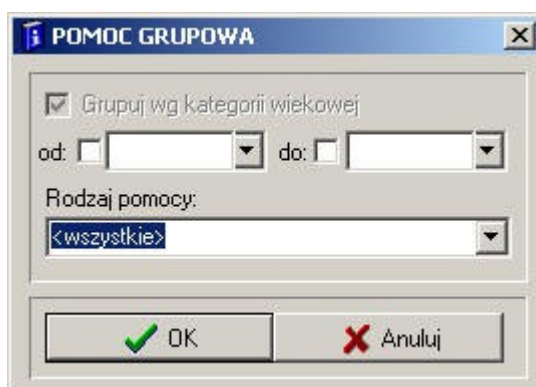 POMOC GRUPOWA
Grupuj wg kategorii wiekowej
od: do:
Rodzaj pomocy:
<wszystkie>
OK Anuluj